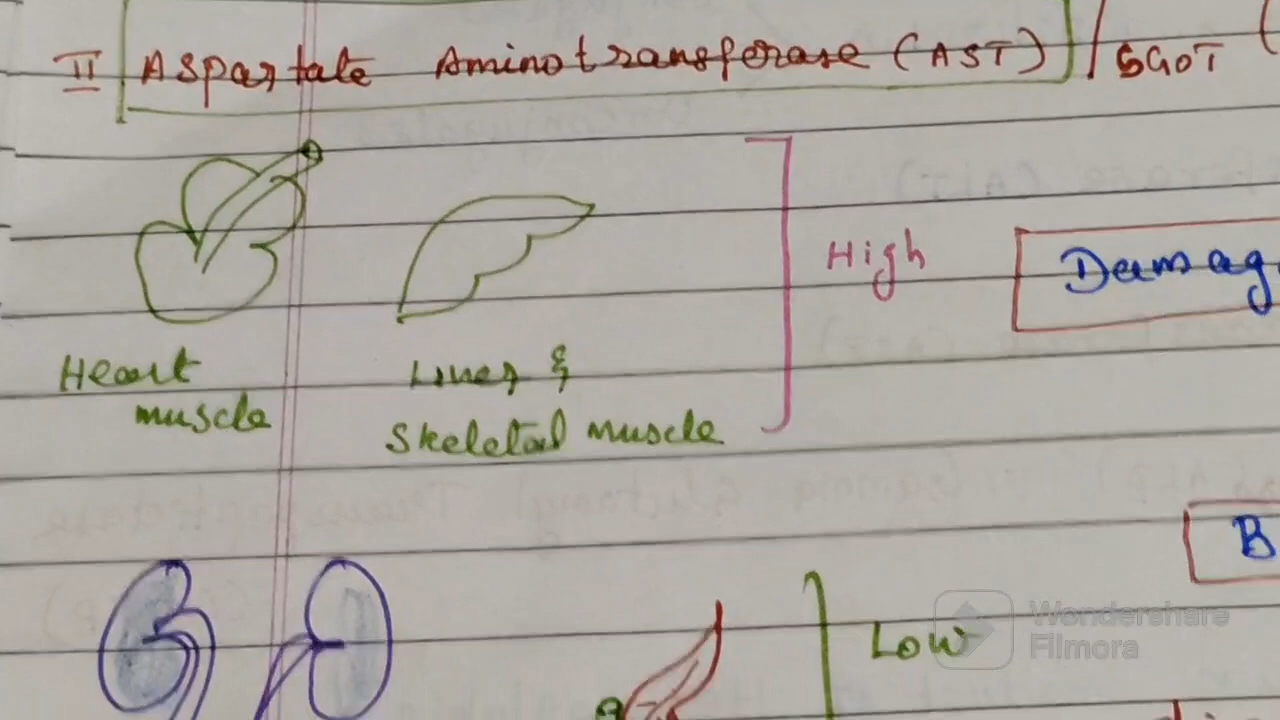 II Aspartate Aminotransferase (AST) / SGOT (
High
Damag
Heart
muscle
Liver &
Skeletal muscle
B
Low
Wondershare
Filmora